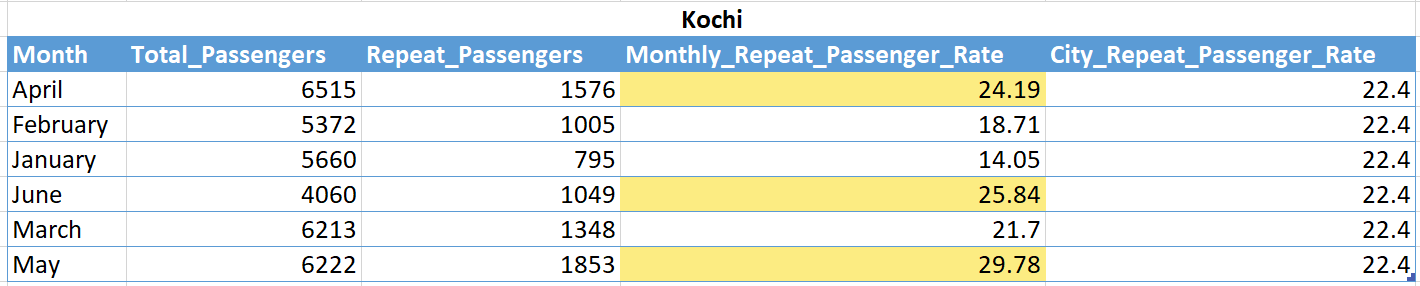 Kochi
Month Total_Passengers Repeat_Passengers Monthly_Repeat_Passenger_Rate City_Repeat_Passenger_Rate
April 6515 1576 24.19 22.4
February 5372 1005 18.71 22.4
January 5660 795 14.05 22.4
June 4060 1049 25.84 22.4
March 6213 1348 21.7 22.4
May 6222 1853 29.78 22.4